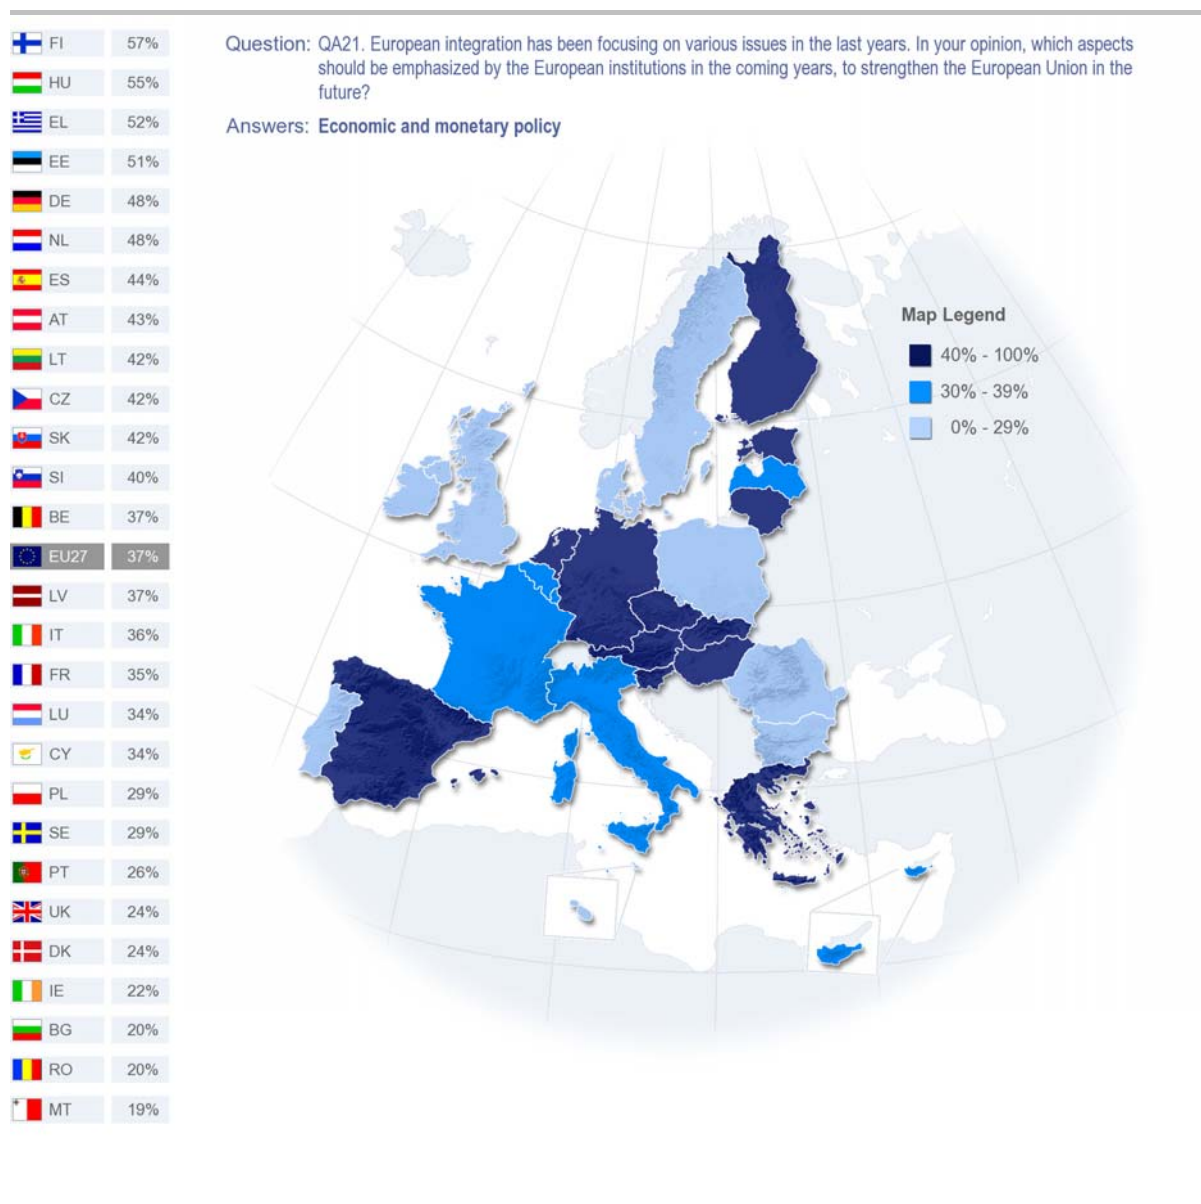 Question: QA21. European integration has been focusing on various issues in the last years. In your opinion, which aspects
should be emphasized by the European institutions in the coming years, to strengthen the European Union in the
future?
Answers: Economic and monetary policy
FI 57%
HU 55%
EL 52%
EE 51%
DE 48%
NL 48%
ES 44%
AT 43%
LT 42%
CZ 42%
SK 42%
SI 40%
BE 37%
EU27 37%
LV 37%
IT 36%
FR 35%
LU 34%
CY 34%
PL 29%
SE 29%
PT 26%
UK 24%
DK 24%
IE 22%
BG 20%
RO 20%
MT 19%
Map Legend
40% - 100%
30% - 39%
0% - 29%